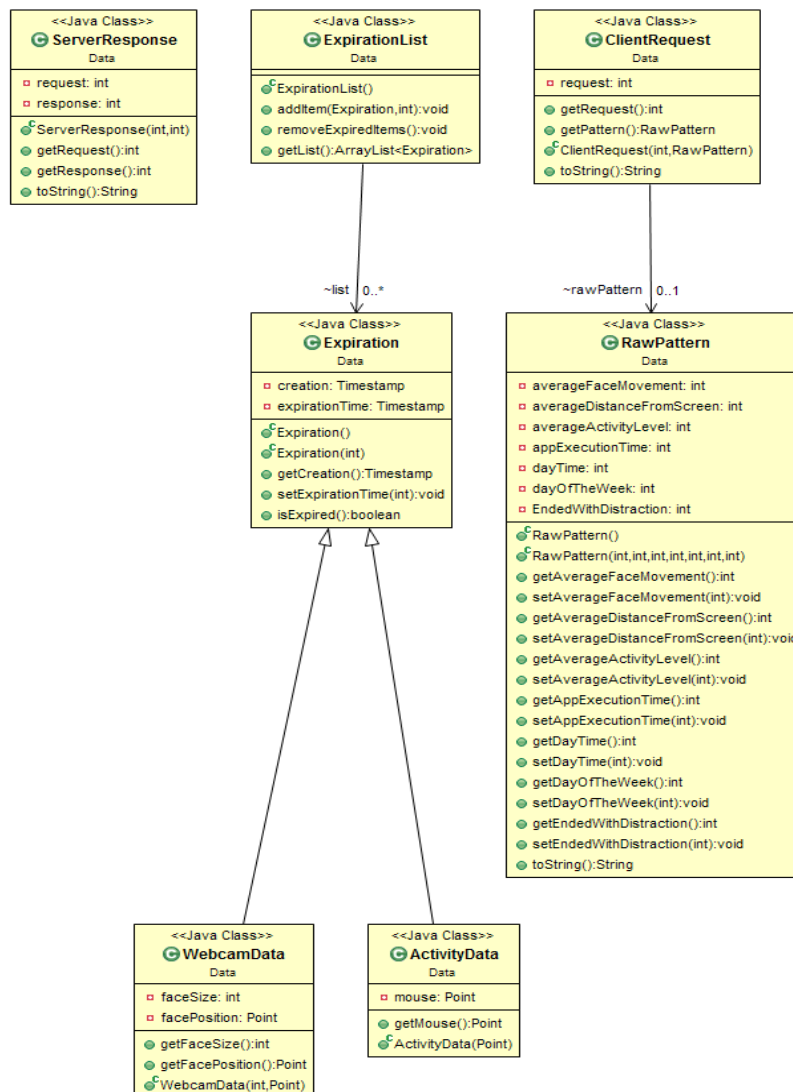 <<Java Class>>
ServerResponse
Data
request: int
response: int
ServerResponse(int,int)
getRequest():int
getResponse():int
toString():String
<<Java Class>>
ExpirationList
Data
ExpirationList()
addItem(Expiration,int):void
removeExpiredItems():void
getList():ArrayList<Expiration>
<<Java Class>>
ClientRequest
Data
request: int
getRequest():int
getPattern():RawPattern
ClientRequest(int,RawPattern)
toString():String
~list 0..*
~rawPattern 0..1
<<Java Class>>
Expiration
Data
creation: Timestamp
expirationTime: Timestamp
Expiration()
Expiration(int)
getCreation():Timestamp
setExpirationTime(int):void
isExpired():boolean
<<Java Class>>
RawPattern
Data
averageFaceMovement: int
averageDistanceFromScreen: int
averageActivityLevel: int
appExecutionTime: int
dayTime: int
dayOfTheWeek: int
EndedWithDistraction: int
RawPattern()
RawPattern(int,int,int,int,int,int,int)
getAverageFaceMovement():int
setAverageFaceMovement(int):void
getAverageDistanceFromScreen():int
setAverageDistanceFromScreen(int):void
getAverageActivityLevel():int
setAverageActivityLevel(int):void
getAppExecutionTime():int
setAppExecutionTime(int):void
getDayTime():int
setDayTime(int):void
getDayOfTheWeek():int
setDayOfTheWeek(int):void
getEndedWithDistraction():int
setEndedWithDistraction(int):void
toString():String
<<Java Class>>
WebcamData
Data
faceSize: int
facePosition: Point
getFaceSize():int
getFacePosition():Point
WebcamData(int,Point)
<<Java Class>>
ActivityData
Data
mouse: Point
getMouse():Point
ActivityData(Point)